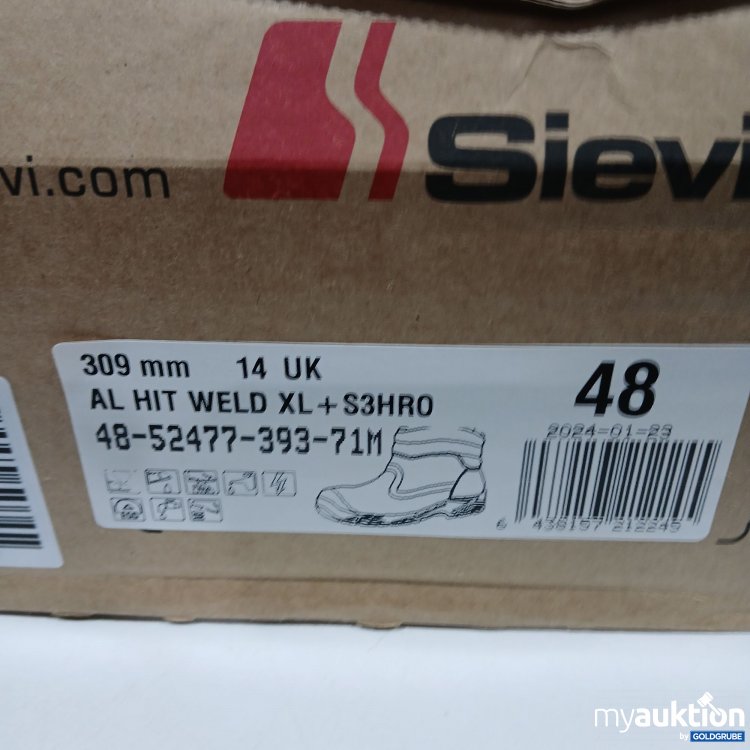 Sievi
vi.com
309 mm 14 UK
48
AL HIT WELD XL+S3HRO
2024-01-23
48-52477-393-71M
6 438197 212245
myauktion
by GOLDGRUBE